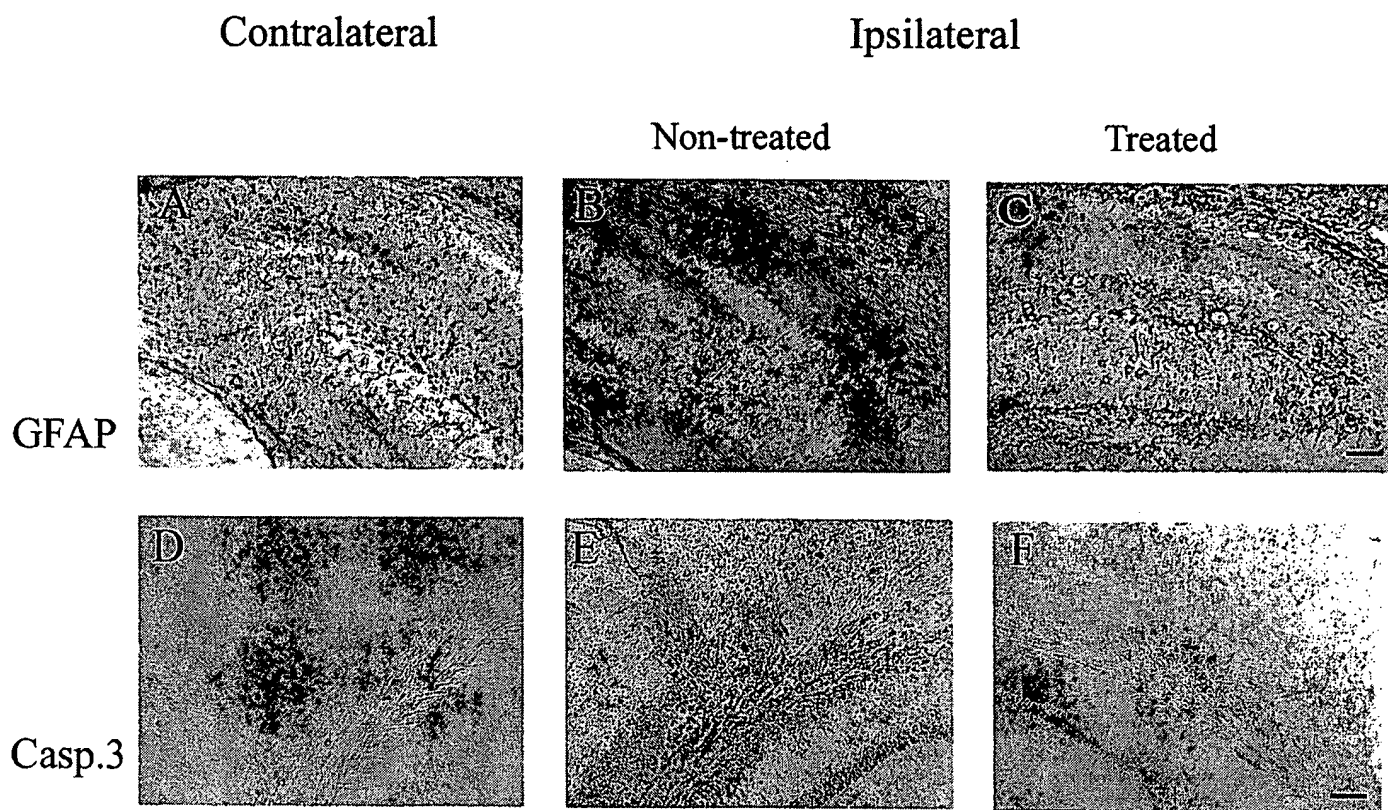 Contralateral Ipsilateral
Non-treated Treated
A B C
GFAP
D E F
Casp.3